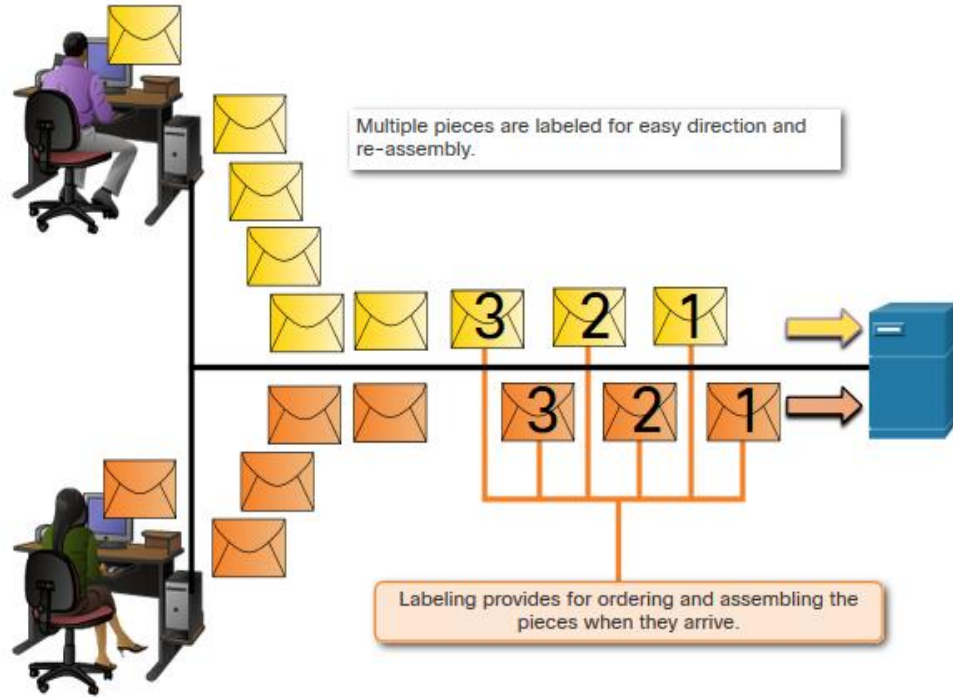 Multiple pieces are labeled for easy direction and
re-assembly.
3 2 1
3 2 1
Labeling provides for ordering and assembling the
pieces when they arrive.